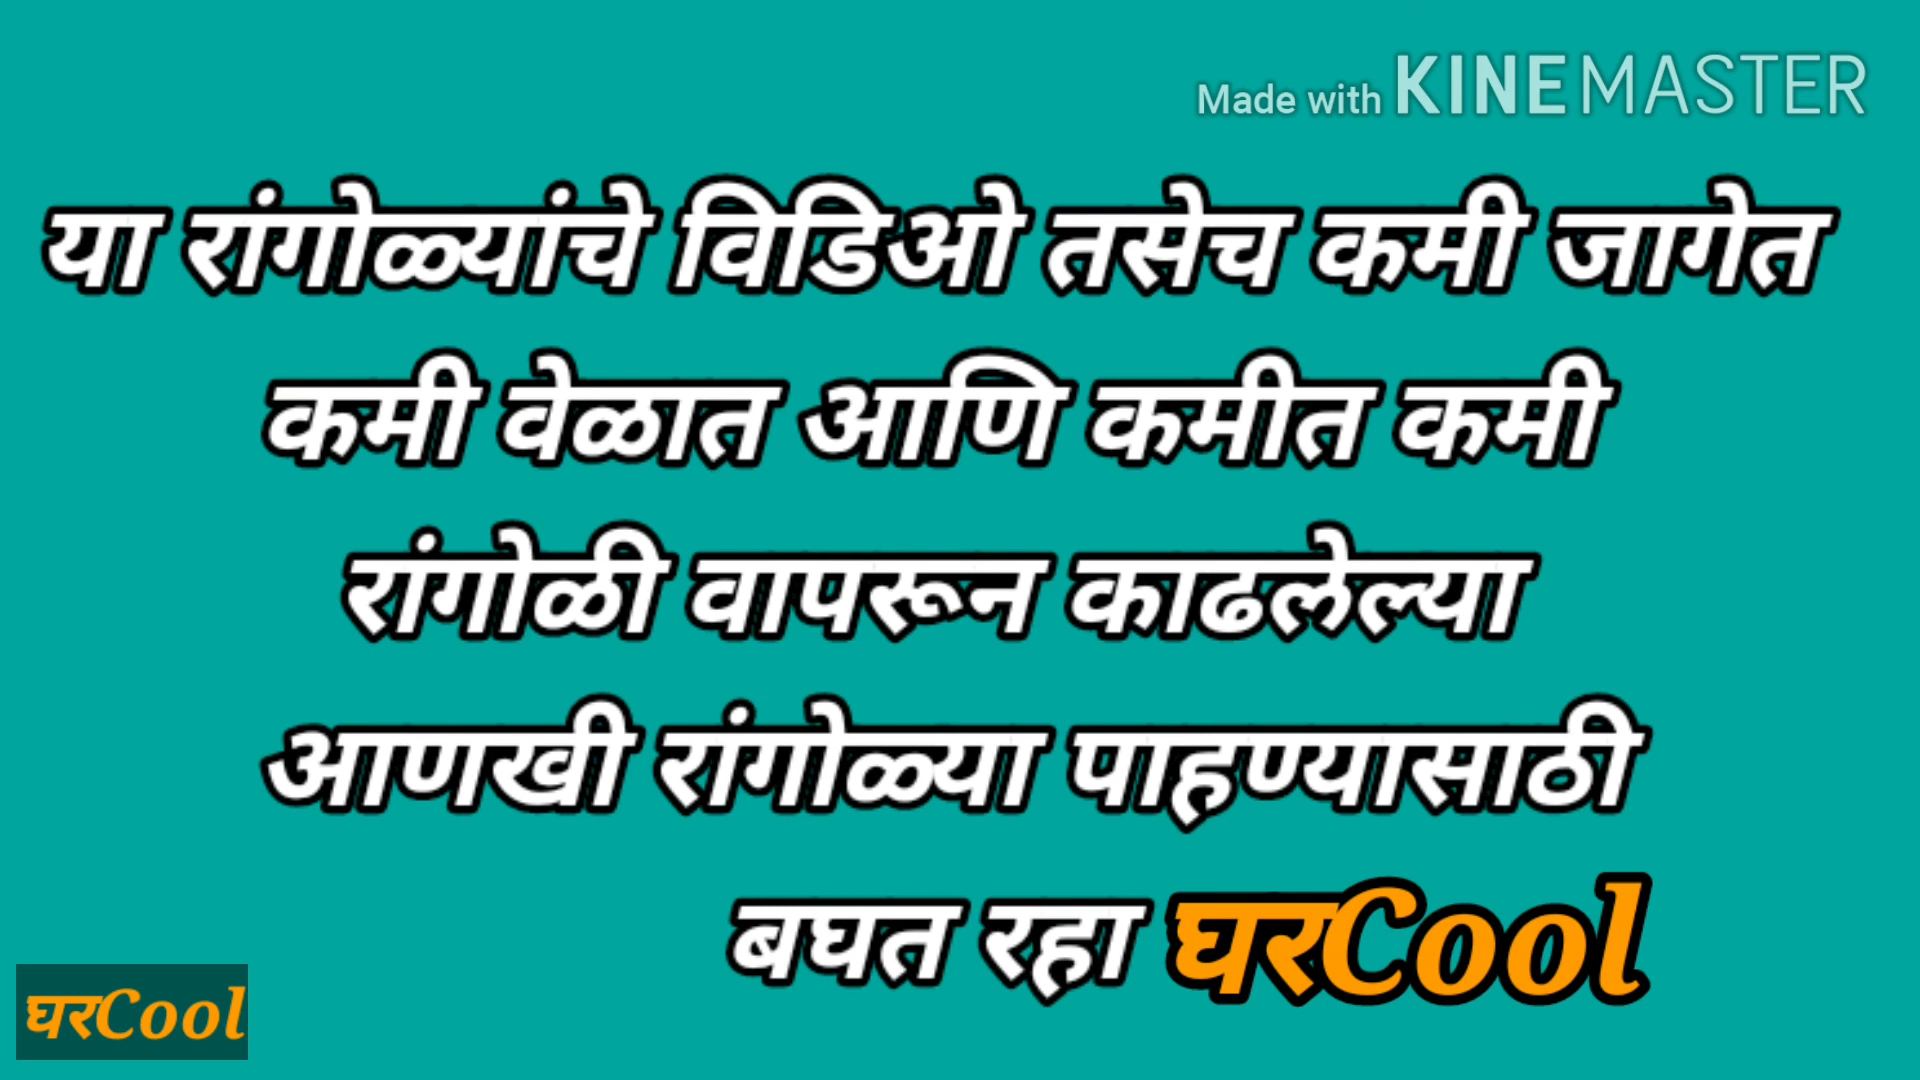 Made with KINEMASTER
या रांगोळ्यांचे विडिओ तसेच कमी जागेत
कमी वेळात आणि कमीत कमी
रांगोळी वापरून काढलेल्या
आणखी रांगोळ्या पाहण्यासाठी
बघत रहा घरCool
घरCool